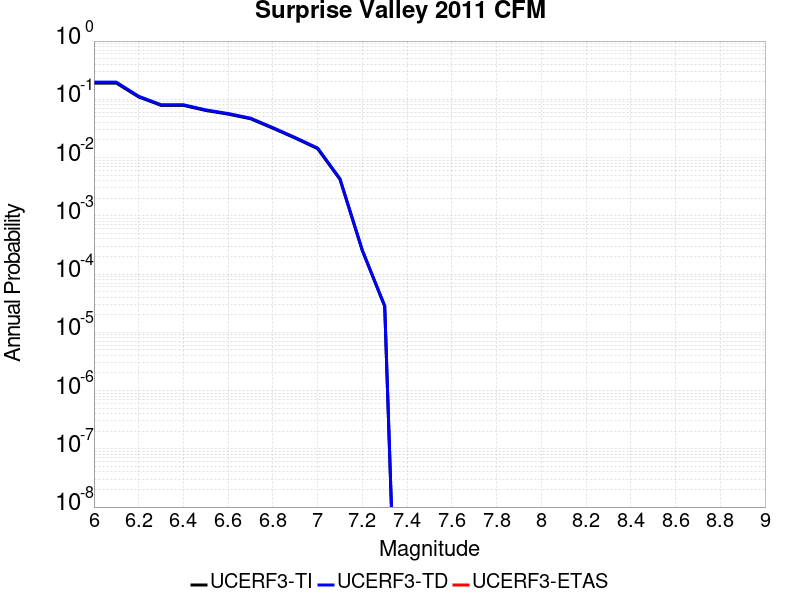 Surprise Valley 2011 CFM
10^0
10^-1
10^-2
10^-3
10^-4
10^-5
10^-6
10^-7
10^-8
Annual Probability
6 6.2 6.4 6.6 6.8 7 7.2 7.4 7.6 7.8 8 8.2 8.4 8.6 8.8 9
Magnitude
UCERF3-TI UCERF3-TD UCERF3-ETAS